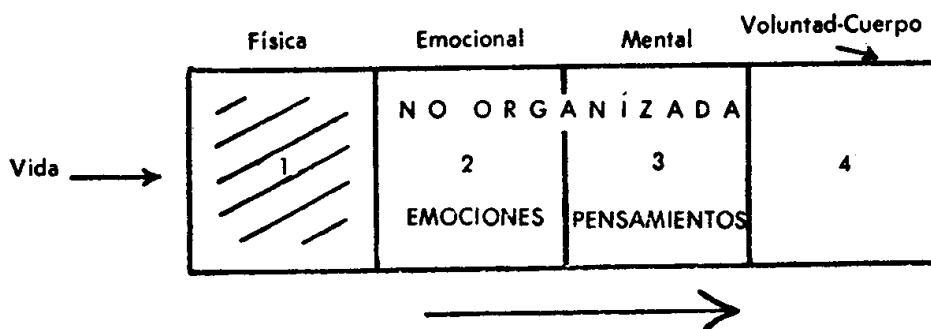 Física Emocional Mental Voluntad-Cuerpo
NO ORGANÍZADA
Vida 1 2 3 4
EMOCIONES PENSAMIENTOS